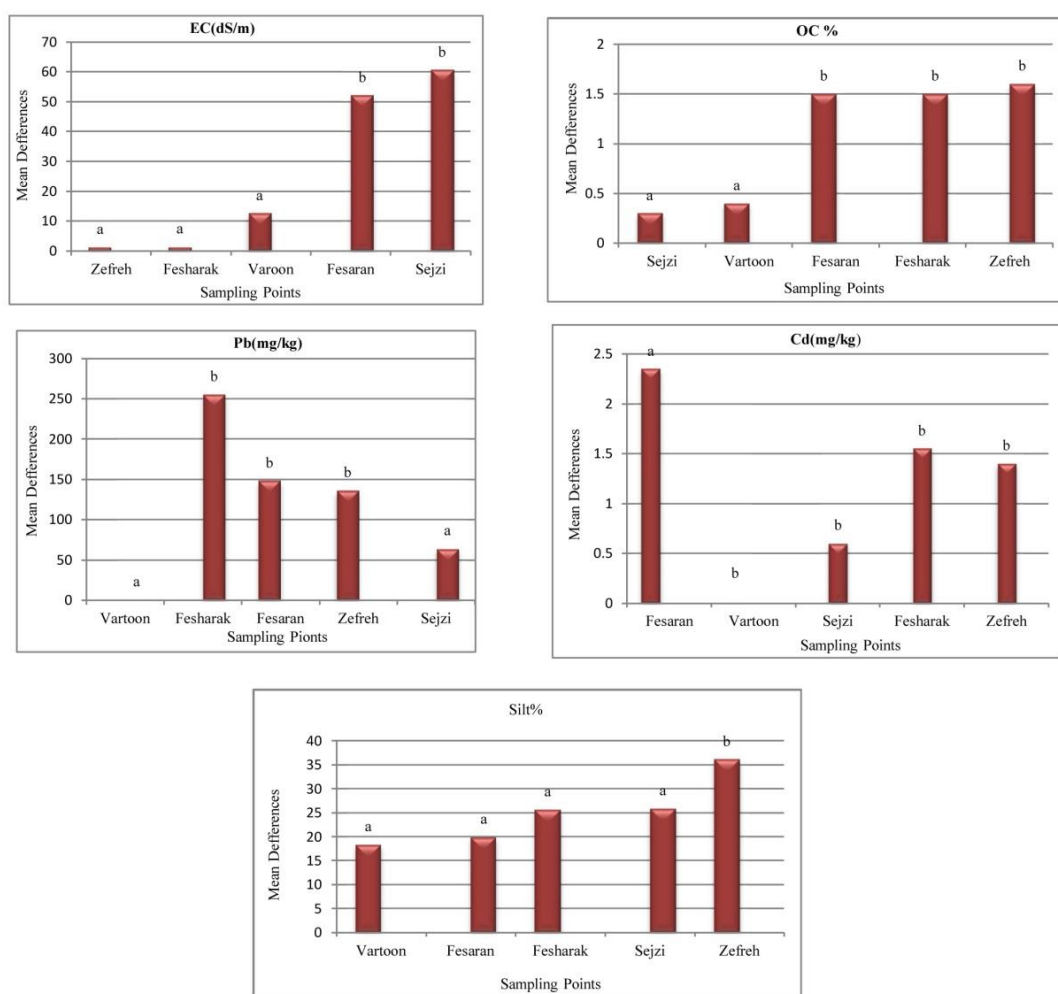 EC(dS/m)
Mean Defferences
70
60
50
40
30
20
10
0
a
a
a
b
b
Zefreh
Fesharak
Varoon
Fesaran
Sejzi
Sampling Points
OC %
Mean Defferences
2
1.5
1
0.5
0
a
a
b
b
b
Sejzi
Vartoon
Fesaran
Fesharak
Zefreh
Sampling Points
Pb(mg/kg)
Mean Defferences
300
250
200
150
100
50
0
a
b
b
b
a
Vartoon
Fesharak
Fesaran
Zefreh
Sejzi
Sampling Pionts
Cd(mg/kg)
Mean Defferences
2.5
2
1.5
1
0.5
0
a
b
b
b
b
Fesaran
Vartoon
Sejzi
Fesharak
Zefreh
Sampling Points
Silt%
Mean Defferences
40
35
30
25
20
15
10
5
0
a
a
a
a
b
Vartoon
Fesaran
Fesharak
Sejzi
Zefreh
Sampling Points